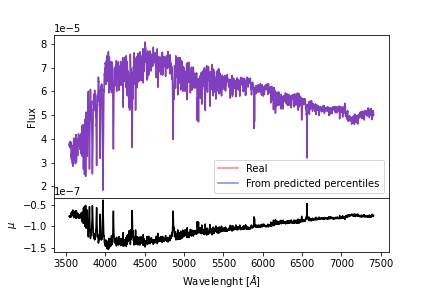 1e−5
8
7
6
5
4
3
2
Flux
Real
From predicted percentiles
1e−7
−0.5
−1.0
−1.5
μ
3500 4000 4500 5000 5500 6000 6500 7000 7500
Wavelenght [Å]